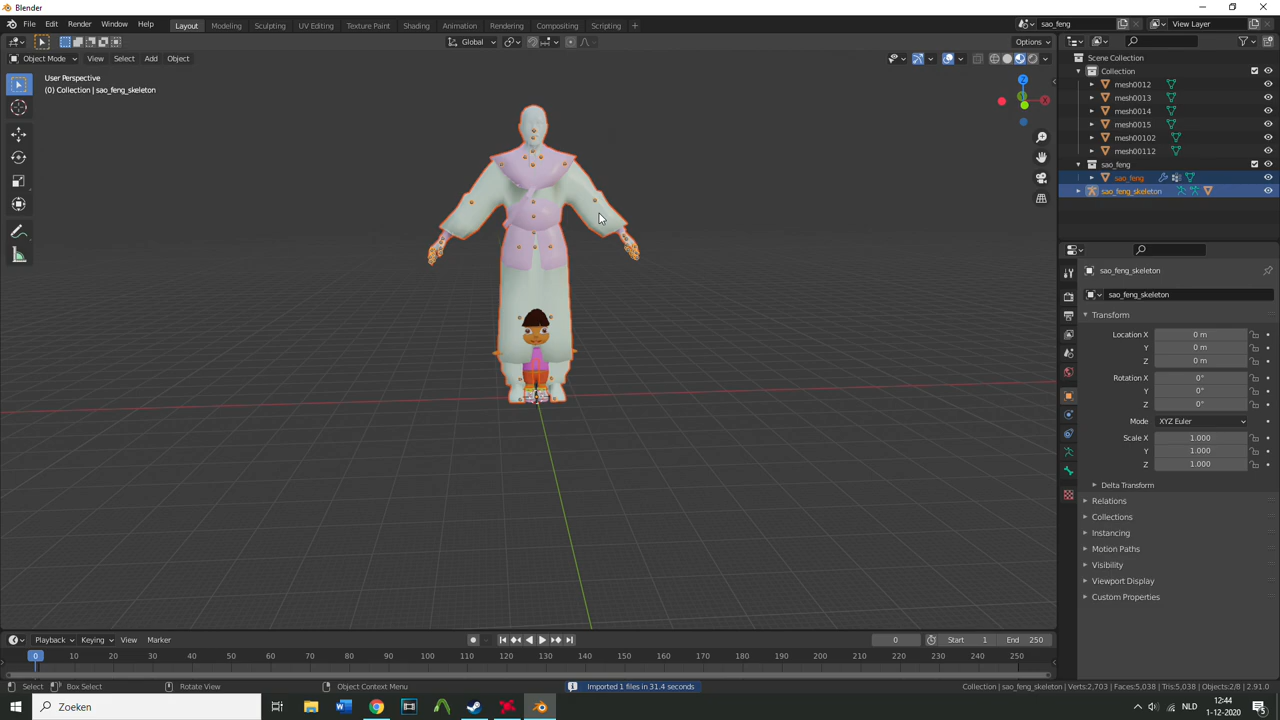 Blender
File Edit Window Help Layout Modeling Sculpting UV Editing Texture Paint Shading Animation Rendering Compositing Scripting + sao_feng View Layer
Global Options
Object Mode View Select Add Object
User Perspective
(0) Collection | sao_feng_skeleton
Z
X
Scene Collection
Collection
mesh0012
mesh0013
mesh0014
mesh0015
mesh00102
mesh00112
sao_feng
sao_feng
sao_feng_skeleton
sao_feng_skeleton
sao_feng_skeleton
Transform
Location X 0 m
Y 0 m
Z 0 m
Rotation X 0°
Y 0°
Z 0°
Mode XYZ Euler
Scale X 1.000
Y 1.000
Z 1.000
Delta Transform
Relations
Collections
Instancing
Motion Paths
Visibility
Viewport Display
Custom Properties
Playback Keying View Marker 0 Start 1 End 250
0 10 20 30 40 50 60 70 80 90 100 110 120 130 140 150 160 170 180 190 200 210 220 230 240 250
Select Box Select Rotate View Object Context Menu Imported 1 files in 31.4 seconds Collection | sao_feng_skeleton | Verts:2,703 | Faces:5,038 | Tris:5,038 | Objects:2/8 | 2.91.0
Zoeken NLD 12:44
1-12-2020